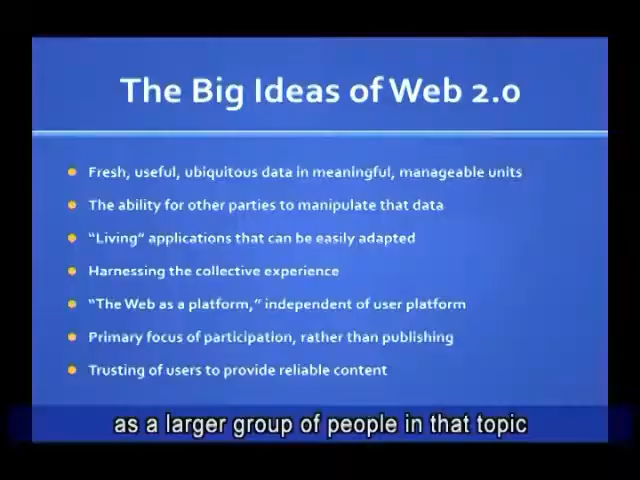 The Big Ideas of Web 2.0
Fresh, useful, ubiquitous data in meaningful, manageable units
The ability for other parties to manipulate that data
“Living” applications that can be easily adapted
Harnessing the collective experience
“The Web as a platform,” independent of user platform
Primary focus of participation, rather than publishing
Trusting of users to provide reliable content
as a larger group of people in that topic